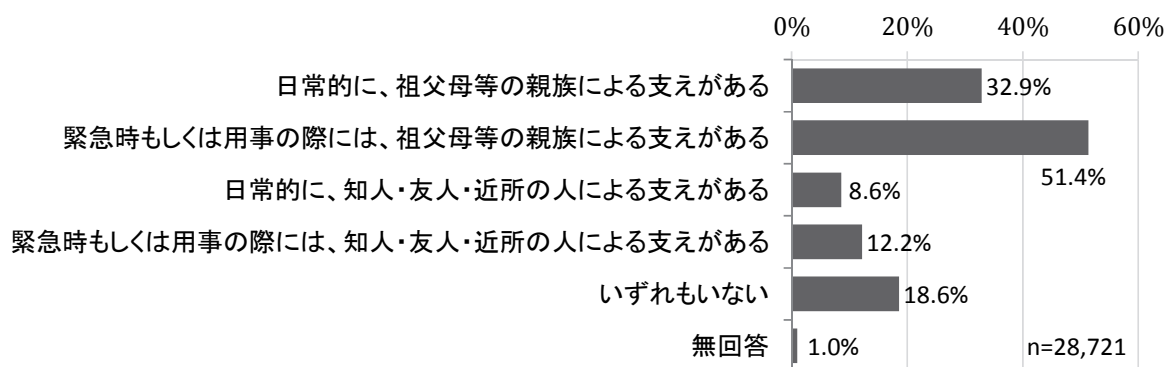 0% 20% 40% 60%
日常的に、祖父母等の親族による支えがある 32.9%
緊急時もしくは用事の際には、祖父母等の親族による支えがある
51.4%
日常的に、知人・友人・近所の人による支えがある 8.6%
緊急時もしくは用事の際には、知人・友人・近所の人による支えがある 12.2%
いずれもいない 18.6%
無回答 1.0% n=28,721